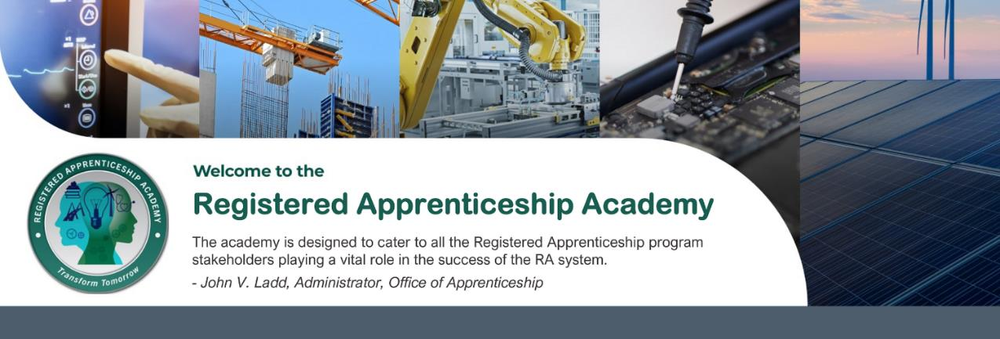 REGISTERED APPRENTICESHIP ACADEMY
Transform Tomorrow
Welcome to the
Registered Apprenticeship Academy
The academy is designed to cater to all the Registered Apprenticeship program
stakeholders playing a vital role in the success of the RA system.
- John V. Ladd, Administrator, Office of Apprenticeship